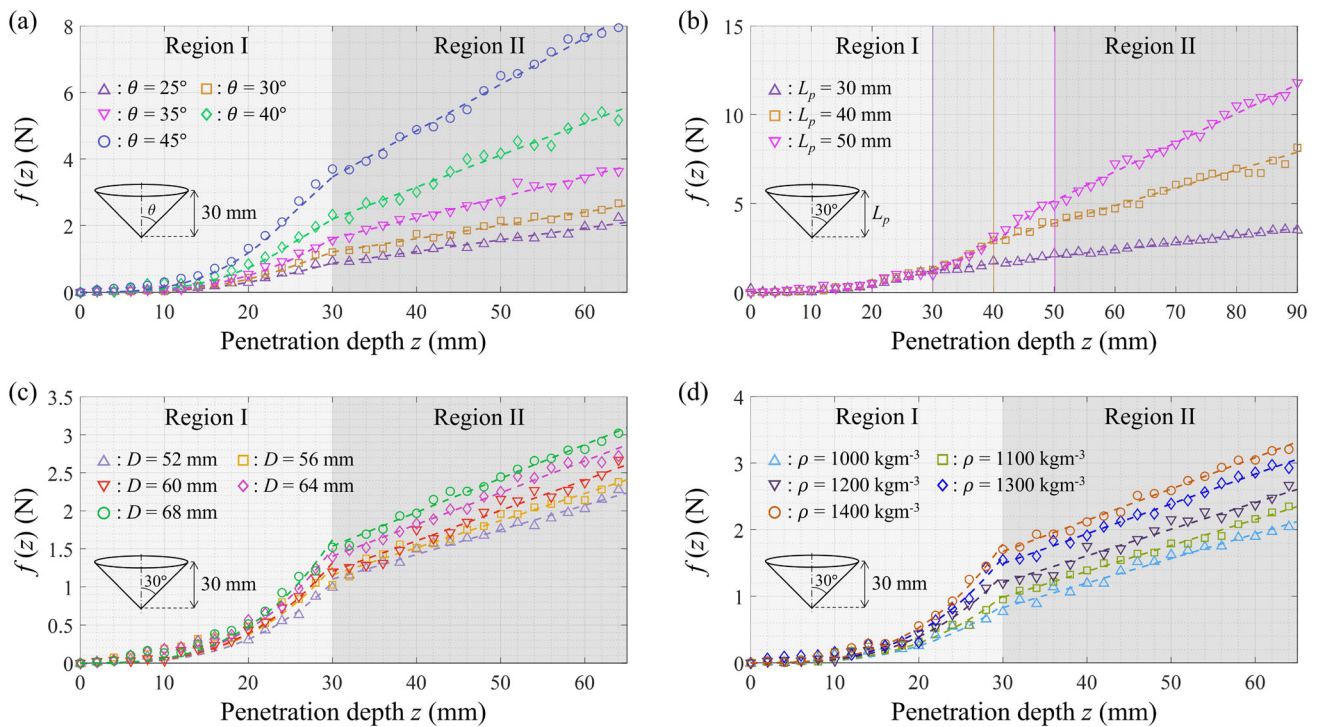 (a)
Region I
Region II
: θ = 25°
: θ = 30°
: θ = 35°
: θ = 40°
: θ = 45°
θ
30 mm
f (z) (N)
0
2
4
6
8
0 10 20 30 40 50 60
Penetration depth z (mm)
(b)
Region I
Region II
: Lp = 30 mm
: Lp = 40 mm
: Lp = 50 mm
30°
Lp
f (z) (N)
0
5
10
15
0 10 20 30 40 50 60 70 80 90
Penetration depth z (mm)
(c)
Region I
Region II
: D = 52 mm
: D = 56 mm
: D = 60 mm
: D = 64 mm
: D = 68 mm
30°
30 mm
f (z) (N)
0
0.5
1
1.5
2
2.5
3
3.5
0 10 20 30 40 50 60
Penetration depth z (mm)
(d)
Region I
Region II
: ρ = 1000 kgm-3
: ρ = 1100 kgm-3
: ρ = 1200 kgm-3
: ρ = 1300 kgm-3
: ρ = 1400 kgm-3
30°
30 mm
f (z) (N)
0
1
2
3
4
0 10 20 30 40 50 60
Penetration depth z (mm)